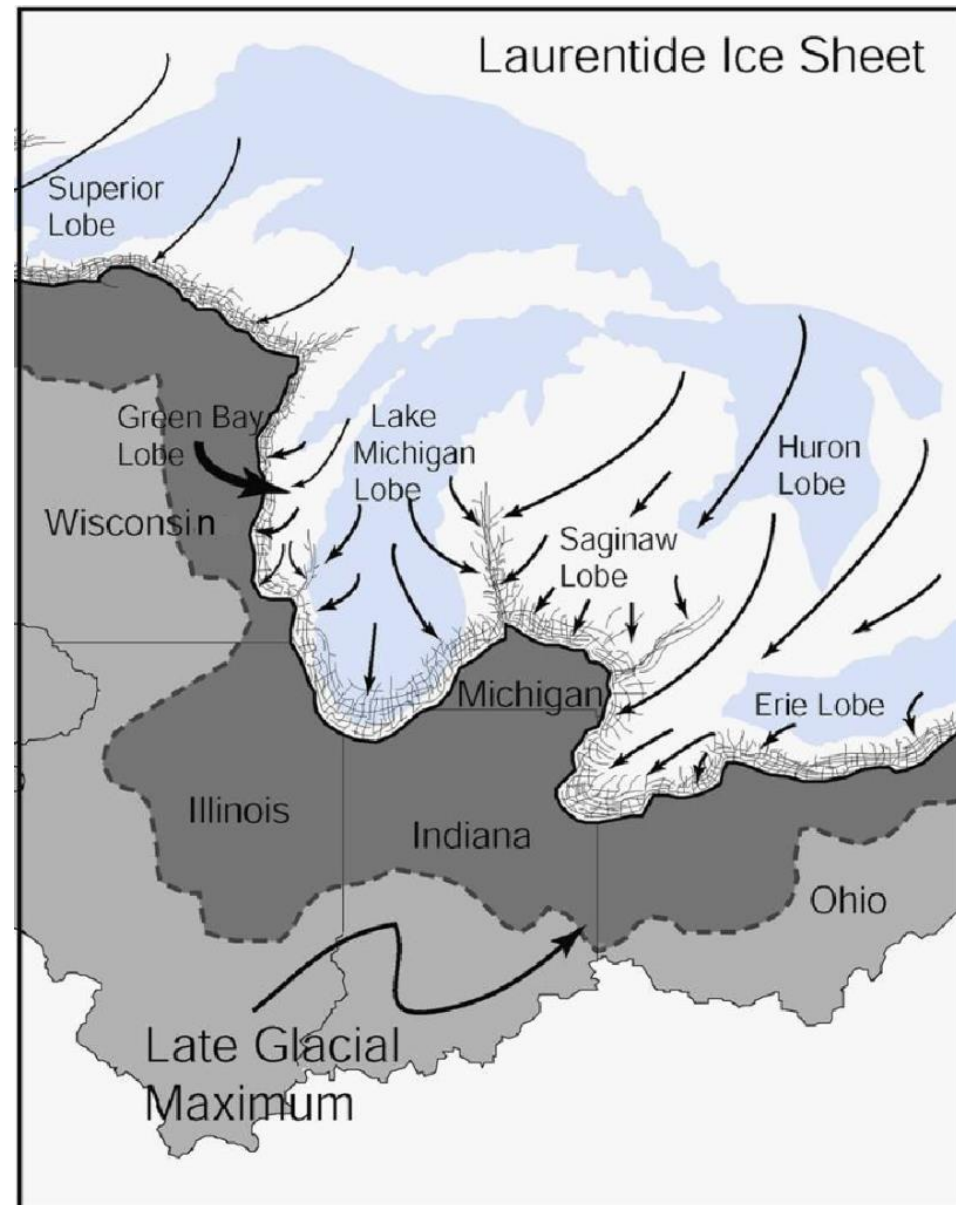 Laurentide Ice Sheet
Superior
Lobe
Green Bay
Lobe
Lake
Michigan
Lobe
Huron
Lobe
Wisconsin
Saginaw
Lobe
Michigan
Erie Lobe
Illinois
Indiana
Ohio
Late Glacial
Maximum